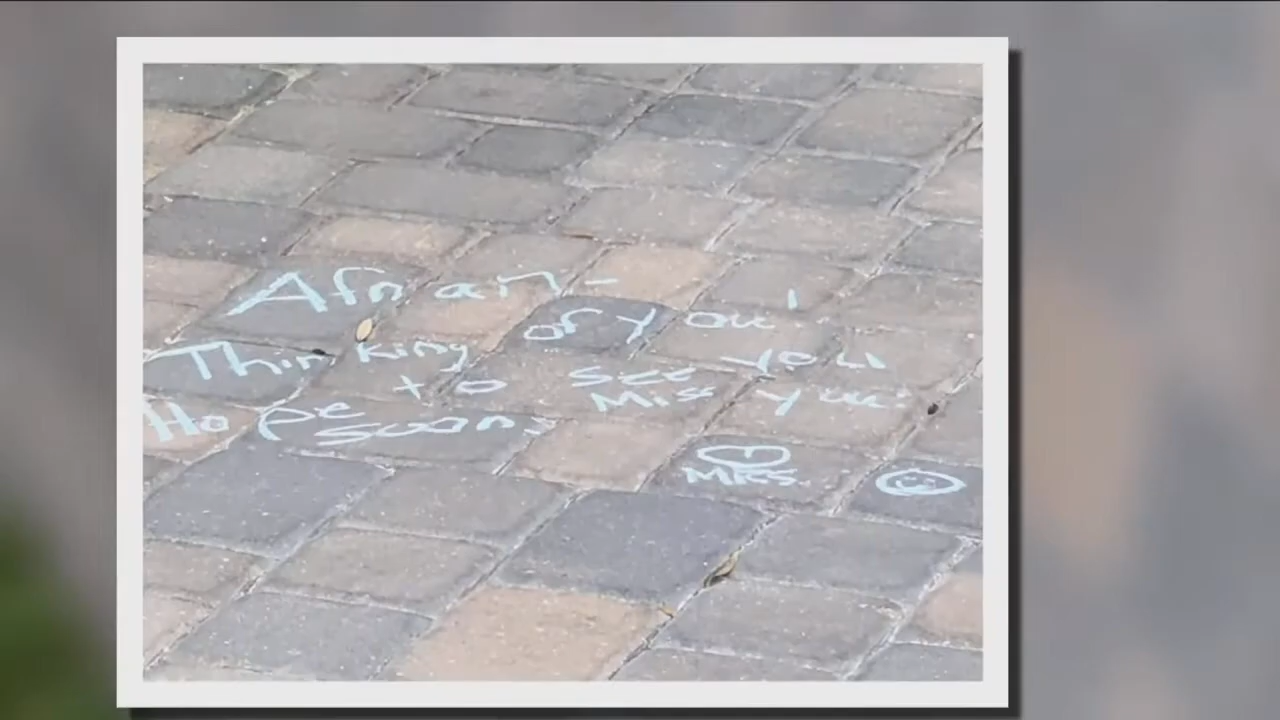 Afnan-
Thinking of you!
Hope to see you
soon, Miss you!
MRS.